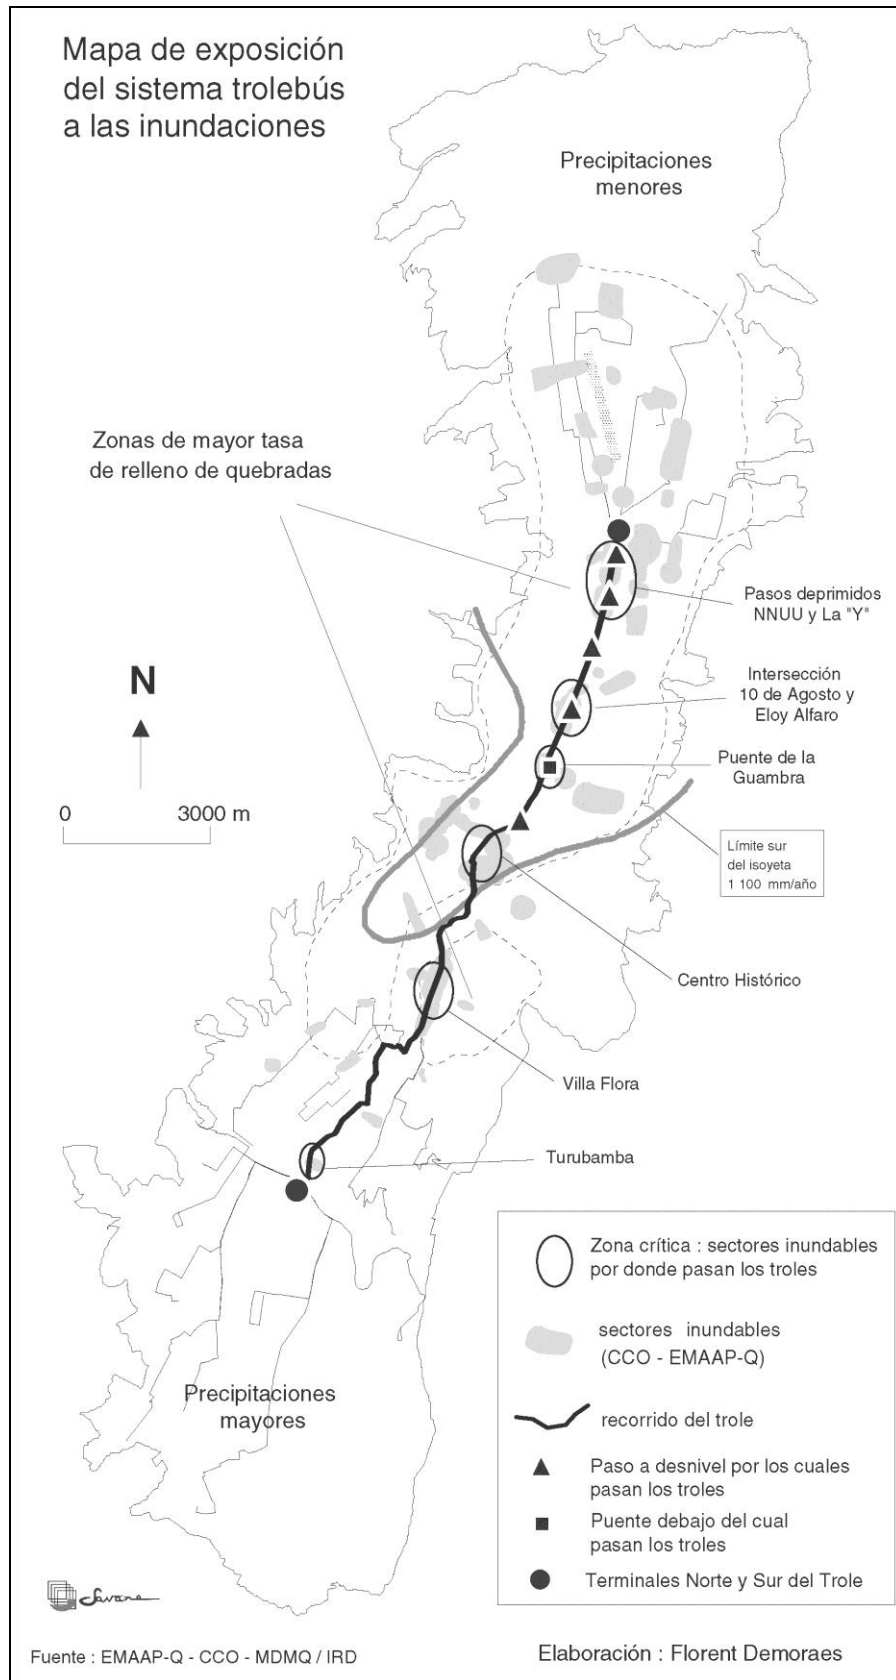 Mapa de exposición
del sistema trolebús
a las inundaciones
Precipitaciones
menores
Zonas de mayor tasa
de relleno de quebradas
Pasos deprimidos
NNUU y La "Y"
N
Intersección
10 de Agosto y
Eloy Alfaro
Puente de la
Guambra
0 3000 m
Límite sur
del isoyeta
1 100 mm/año
Centro Histórico
Villa Flora
Turubamba
Precipitaciones
mayores
Zona crítica : sectores inundables
por donde pasan los troles
sectores inundables
(CCO - EMAAP-Q)
recorrido del trole
Paso a desnivel por los cuales
pasan los troles
Puente debajo del cual
pasan los troles
Terminales Norte y Sur del Trole
Savane
Fuente : EMAAP-Q - CCO - MDMQ / IRD
Elaboración : Florent Demoraes